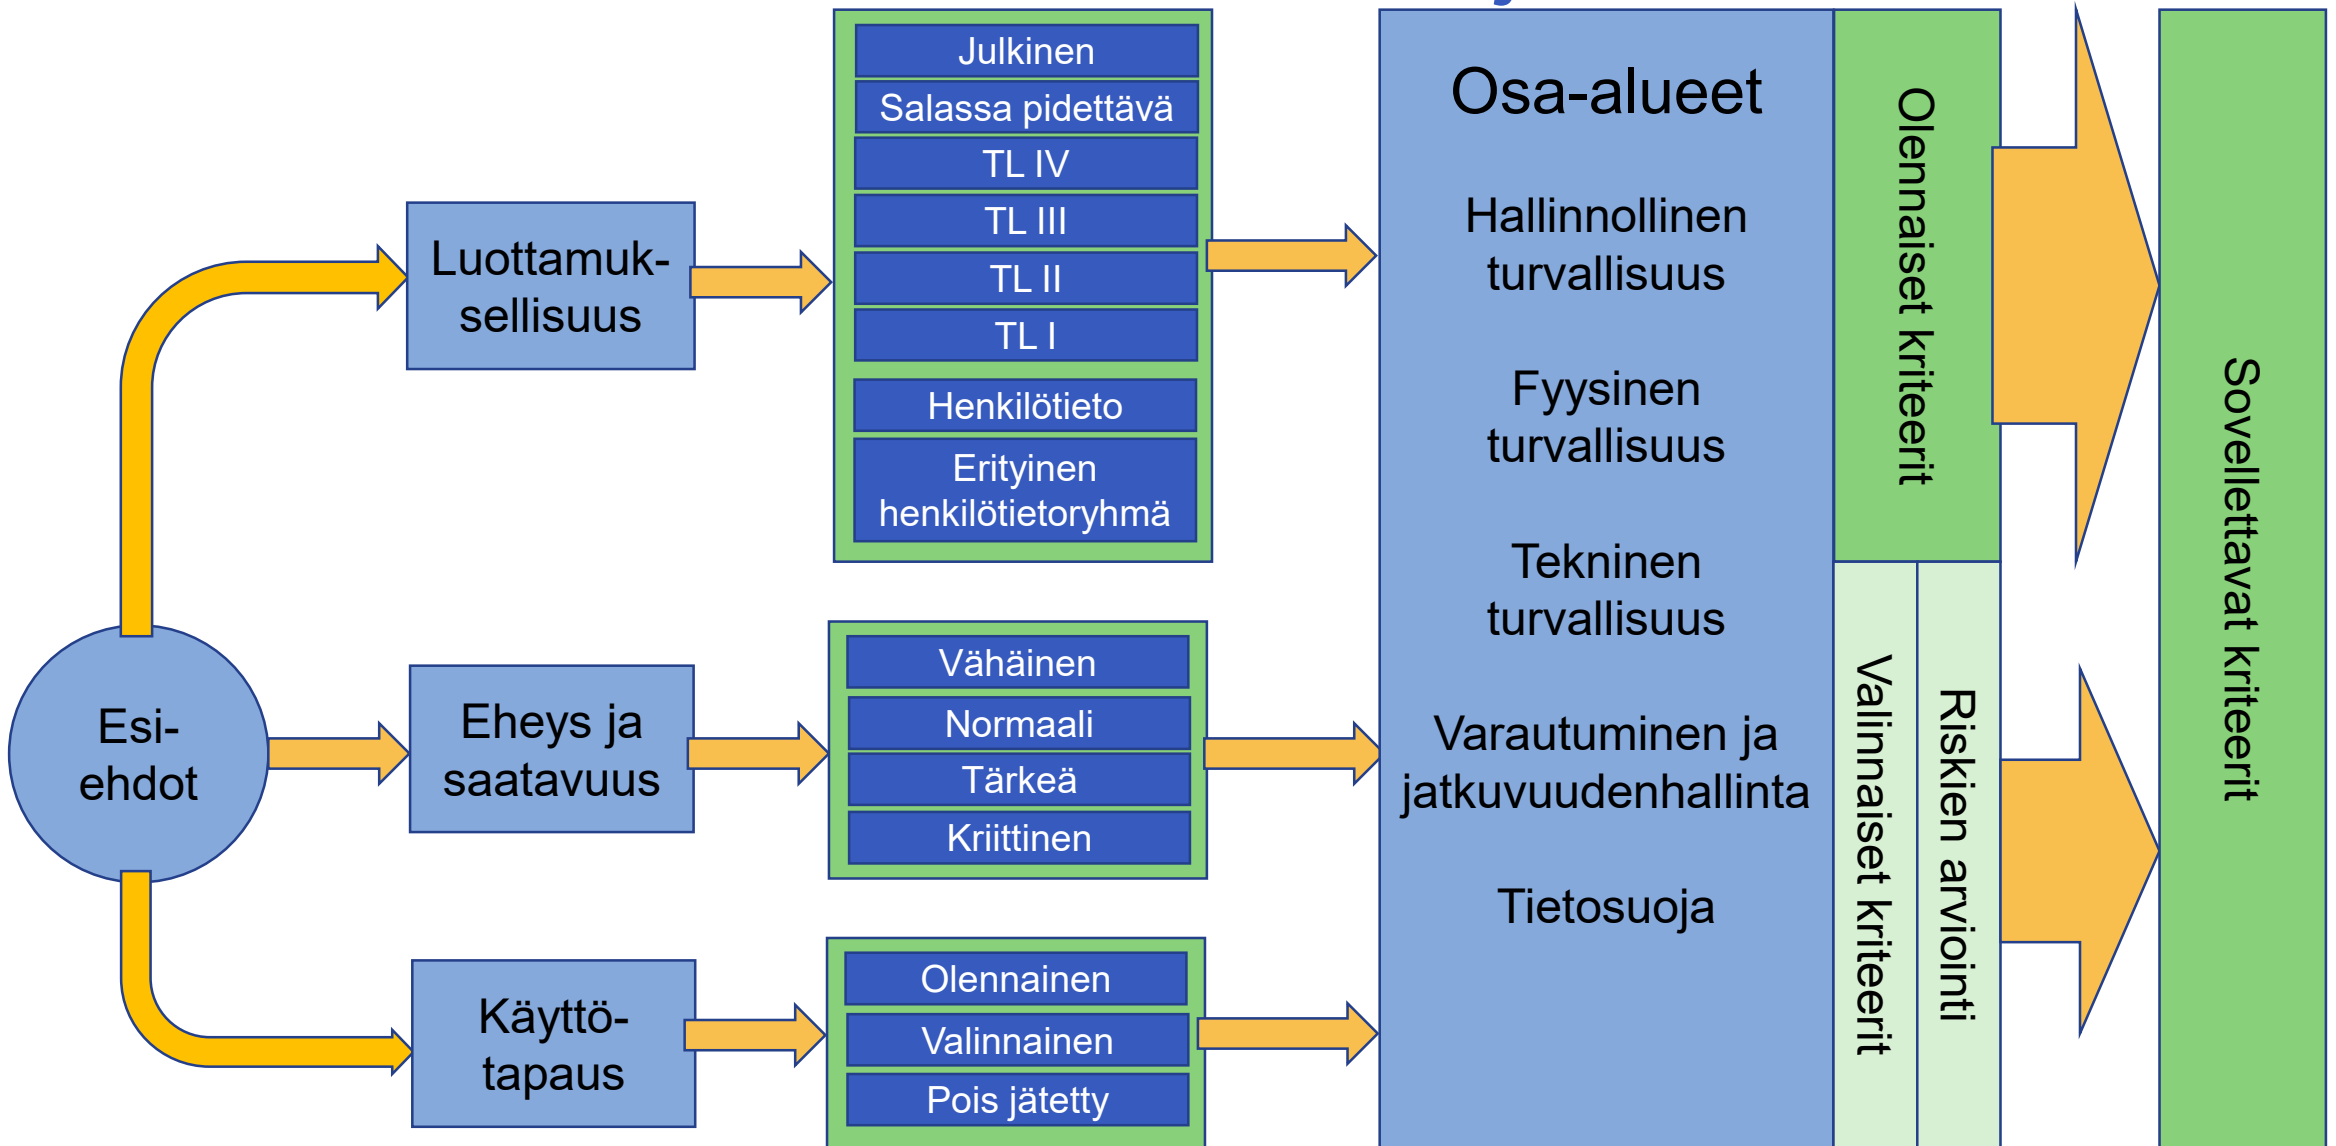 Esi-
ehdot
Luottamuk-
sellisuus
Eheys ja
saatavuus
Käyttö-
tapaus
Julkinen
Salassa pidettävä
TL IV
TL III
TL II
TL I
Henkilötieto
Erityinen
henkilötietoryhmä
Vähäinen
Normaali
Tärkeä
Kriittinen
Olennainen
Valinnainen
Pois jätetty
Osa-alueet
Hallinnollinen
turvallisuus
Fyysinen
turvallisuus
Tekninen
turvallisuus
Varautuminen ja
jatkuvuudenhallinta
Tietosuoja
Olennaiset kriteerit
Valinnaiset kriteerit
Riskien arviointi
Sovellettavat kriteerit